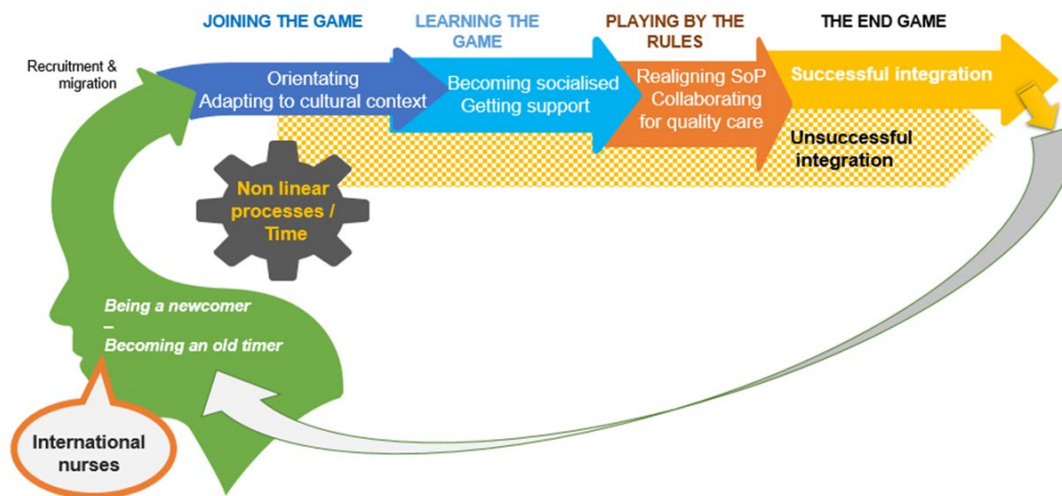 JOINING THE GAME
LEARNING THE
GAME
PLAYING BY THE
RULES
THE END GAME
Recruitment &
migration
Orientating
Adapting to cultural context
Becoming socialised
Getting support
Realigning SoP
Collaborating
for quality care
Successful integration
Unsuccessful
integration
Non linear
processes /
Time
Being a newcomer
–
Becoming an old timer
International
nurses